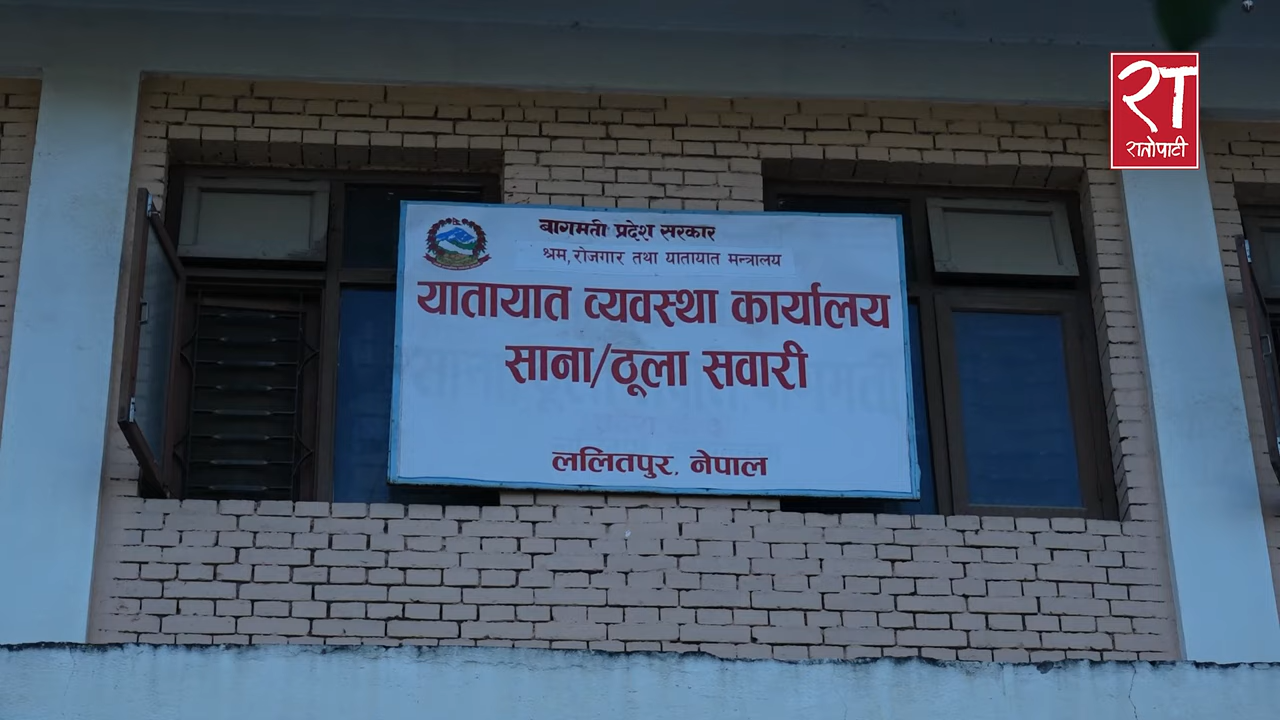 बागमती प्रदेश सरकार
श्रम, रोजगार तथा यातायात मन्त्रालय
यातायात व्यवस्था कार्यालय
साना/ठूला सवारी
ललितपुर, नेपाल
रा
रातोपाटी